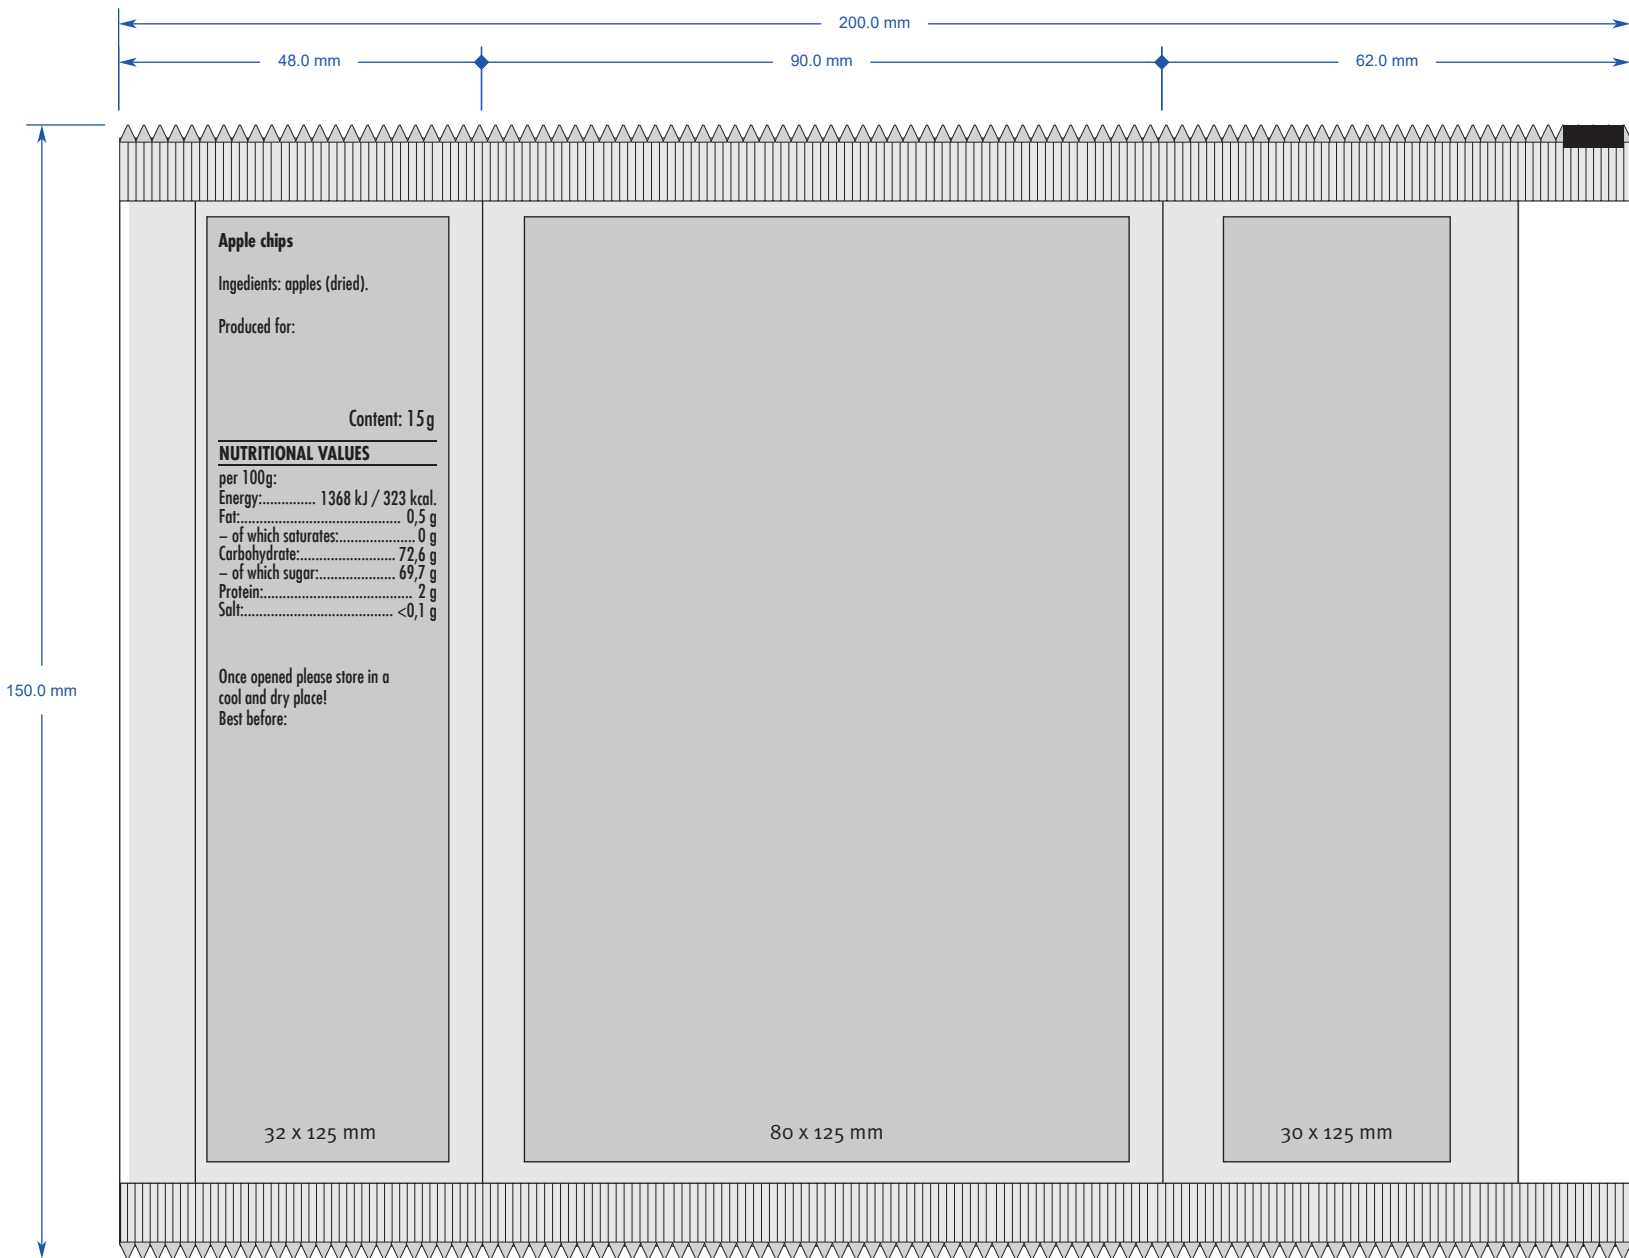 200.0 mm
48.0 mm
90.0 mm
62.0 mm
150.0 mm
Apple chips
Ingedients: apples (dried).
Produced for:
Content: 15g
NUTRITIONAL VALUES
per 100g:
Energy:.............. 1368 kJ / 323 kcal.
Fat:.......................................... 0,5 g
– of which saturates:.................... 0 g
Carbohydrate:......................... 72,6 g
– of which sugar:.................... 69,7 g
Protein:....................................... 2 g
Salt:....................................... <0,1 g
Once opened please store in a
cool and dry place!
Best before:
32 x 125 mm
80 x 125 mm
30 x 125 mm